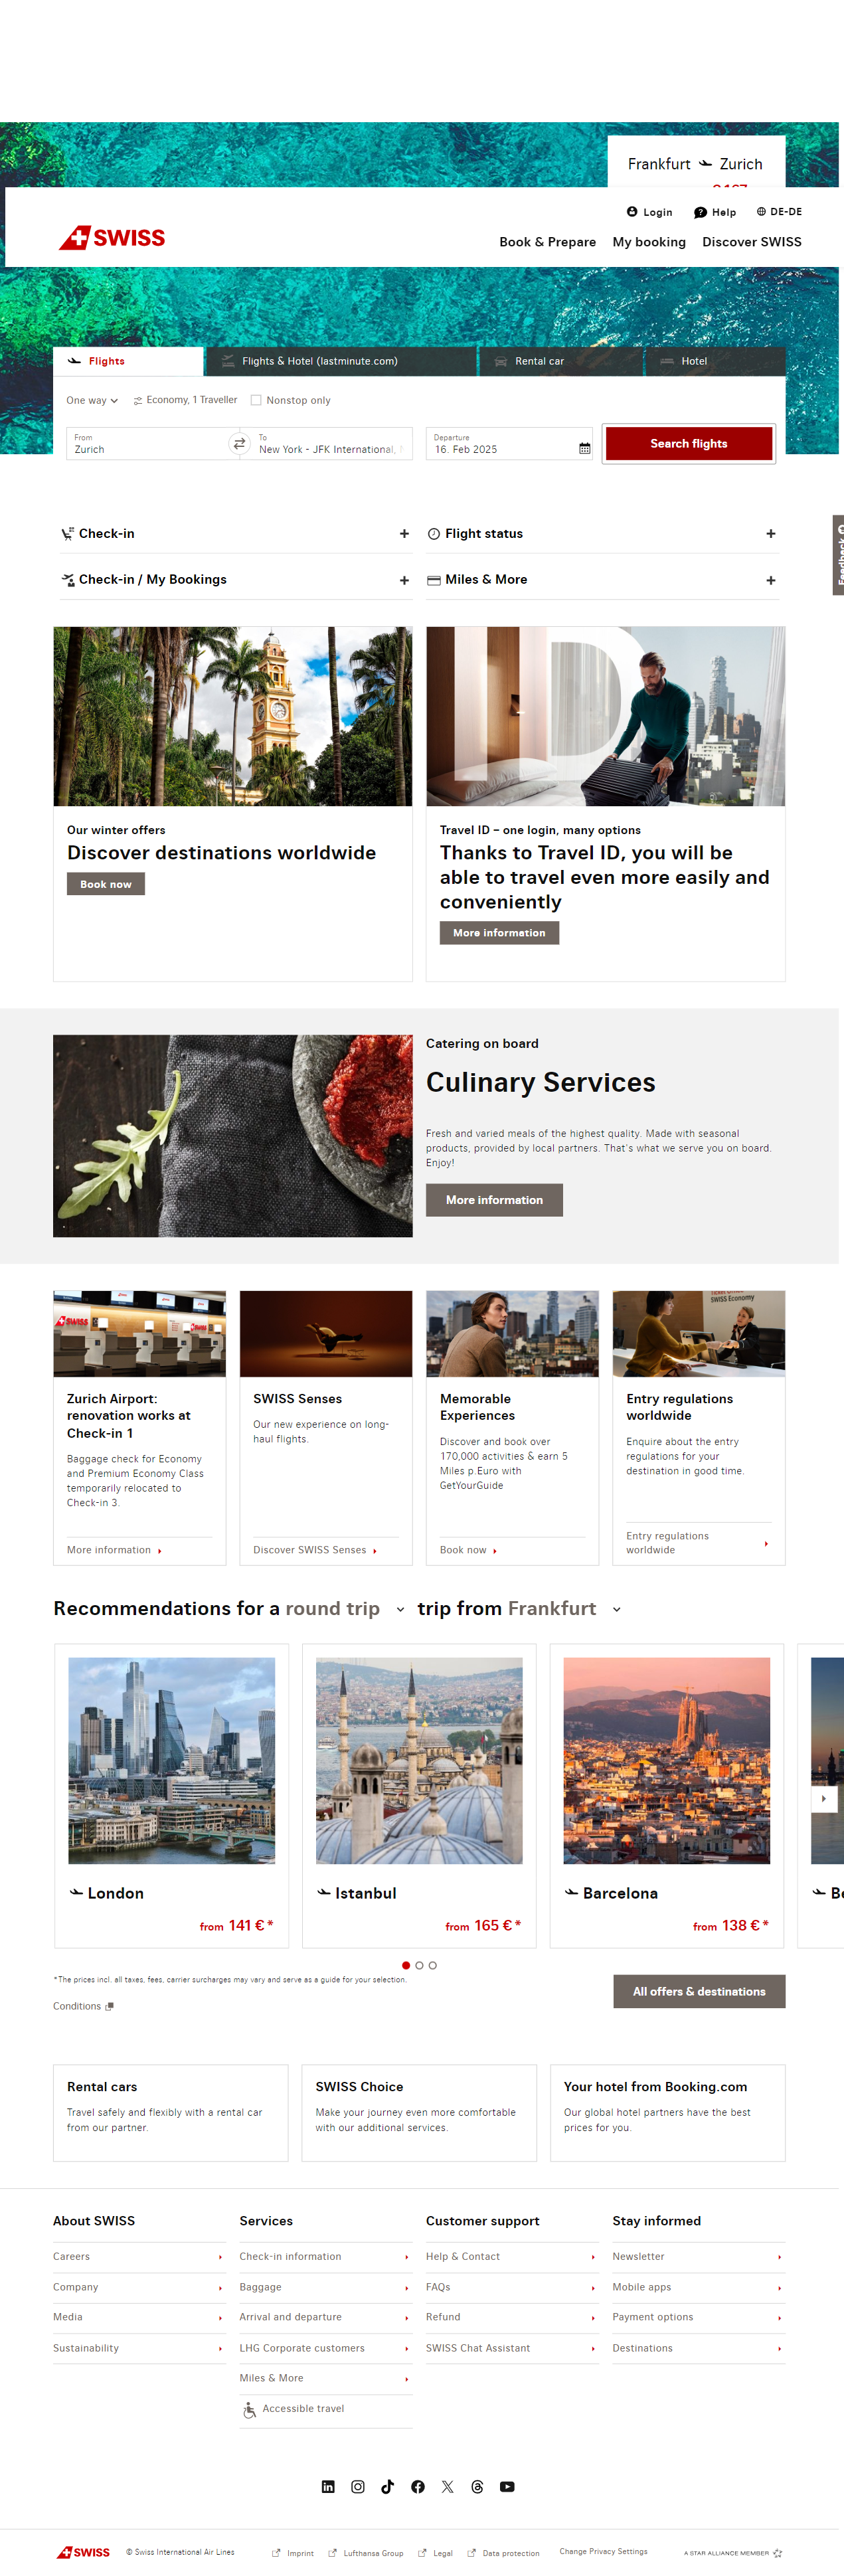 Frankfurt Zurich
Login Help DE-DE
SWISS
Book & Prepare My booking Discover SWISS
Flights Flights & Hotel (lastminute.com) Rental car Hotel
One way Economy, 1 Traveller Nonstop only
From To Departure
Zurich New York - JFK International, 16. Feb 2025
Search flights
Check-in Flight status
Feedback
Check-in / My Bookings Miles & More
Our winter offers
Discover destinations worldwide
Book now
Travel ID – one login, many options
Thanks to Travel ID, you will be
able to travel even more easily and
conveniently
More information
Catering on board
Culinary Services
Fresh and varied meals of the highest quality. Made with seasonal
products, provided by local partners. That's what we serve you on board.
Enjoy!
More information
Zurich Airport:
renovation works at
Check-in 1
Baggage check for Economy
and Premium Economy Class
temporarily relocated to
Check-in 3.
More information
SWISS Senses
Our new experience on long-
haul flights.
Discover SWISS Senses
Memorable
Experiences
Discover and book over
170,000 activities & earn 5
Miles p.Euro with
GetYourGuide
Book now
SWISS Economy
Entry regulations
worldwide
Enquire about the entry
regulations for your
destination in good time.
Entry regulations
worldwide
Recommendations for a round trip trip from Frankfurt
London
from 141 € *
Istanbul
from 165 € *
Barcelona
from 138 € *
*The prices incl. all taxes, fees, carrier surcharges may vary and serve as a guide for your selection.
All offers & destinations
Conditions
Rental cars
Travel safely and flexibly with a rental car
from our partner.
SWISS Choice
Make your journey even more comfortable
with our additional services.
Your hotel from Booking.com
Our global hotel partners have the best
prices for you.
About SWISS
Careers
Company
Media
Sustainability
Services
Check-in information
Baggage
Arrival and departure
LHG Corporate customers
Miles & More
Accessible travel
Customer support
Help & Contact
FAQs
Refund
SWISS Chat Assistant
Stay informed
Newsletter
Mobile apps
Payment options
Destinations
SWISS © Swiss International Air Lines Imprint Lufthansa Group Legal Data protection Change Privacy Settings A STAR ALLIANCE MEMBER